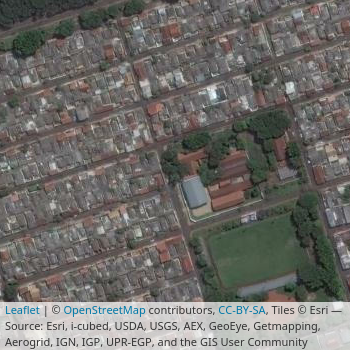 Leaflet | © OpenStreetMap contributors, CC-BY-SA, Tiles © Esri —
Source: Esri, i-cubed, USDA, USGS, AEX, GeoEye, Getmapping,
Aerogrid, IGN, IGP, UPR-EGP, and the GIS User Community